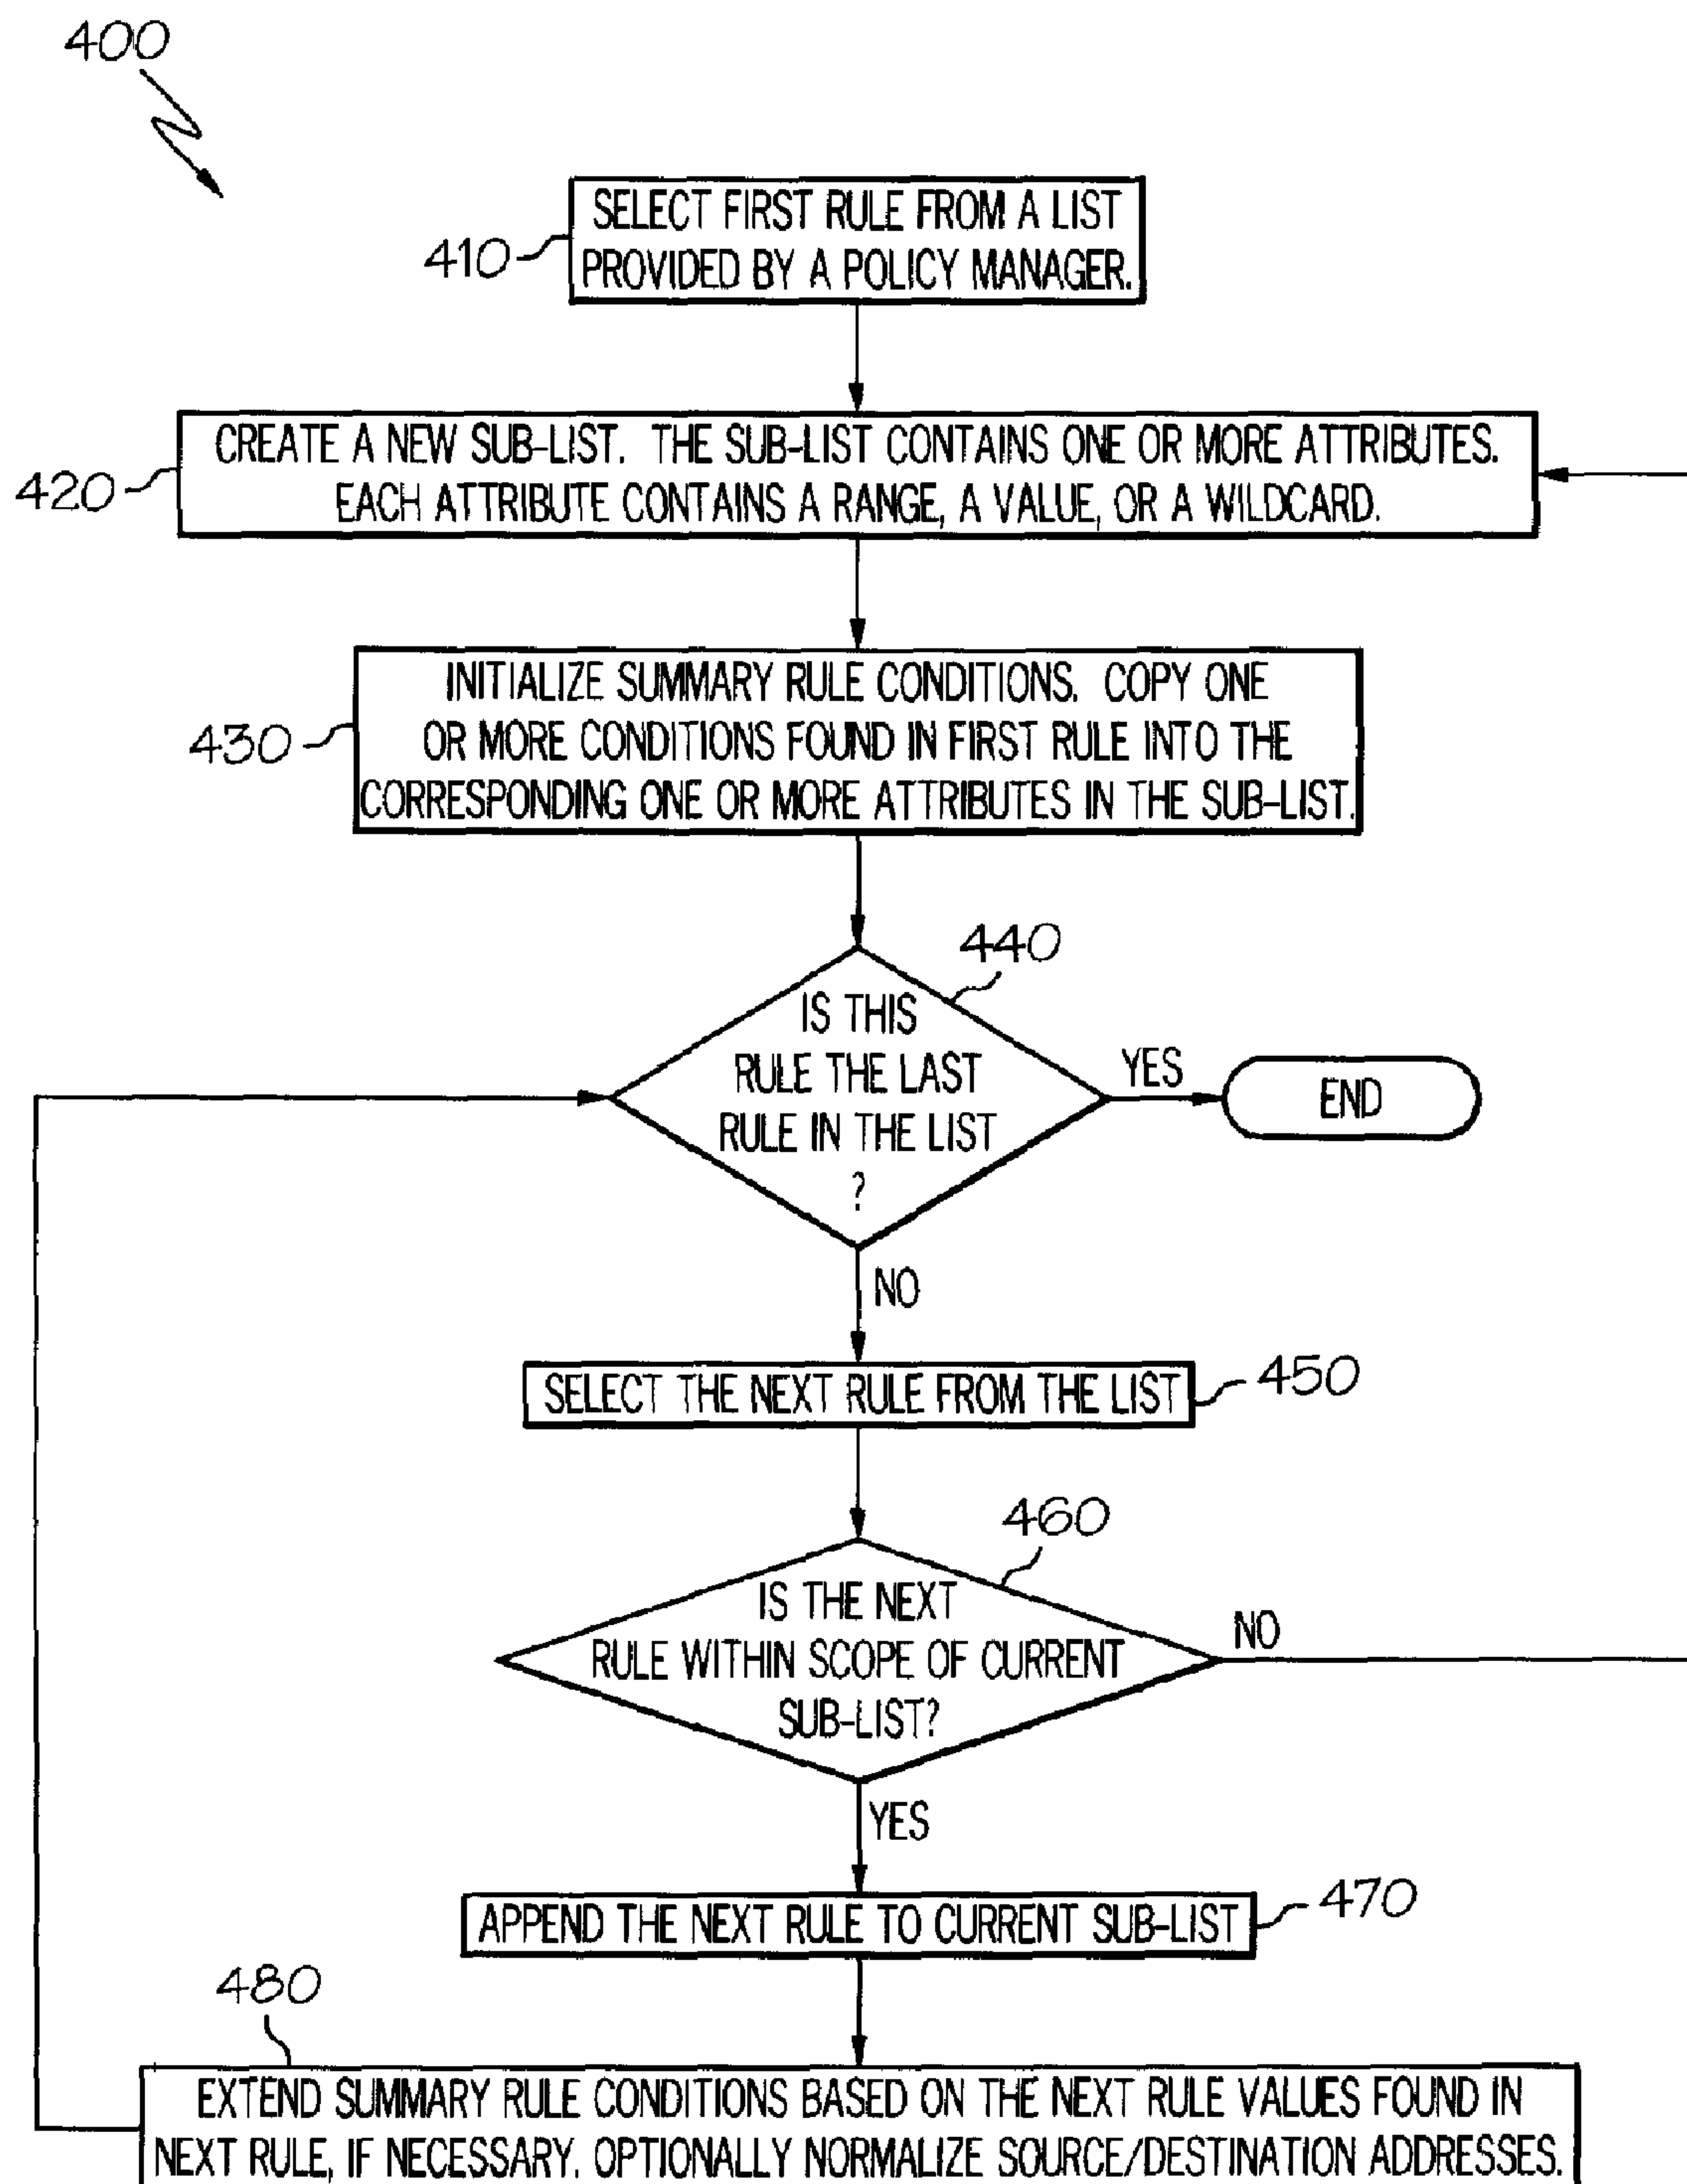 400
SELECT FIRST RULE FROM A LIST
PROVIDED BY A POLICY MANAGER.
410
CREATE A NEW SUB-LIST. THE SUB-LIST CONTAINS ONE OR MORE ATTRIBUTES.
EACH ATTRIBUTE CONTAINS A RANGE, A VALUE, OR A WILDCARD.
420
INITIALIZE SUMMARY RULE CONDITIONS. COPY ONE
OR MORE CONDITIONS FOUND IN FIRST RULE INTO THE
CORRESPONDING ONE OR MORE ATTRIBUTES IN THE SUB-LIST.
430
440
IS THIS
RULE THE LAST
RULE IN THE LIST
?
YES
END
NO
SELECT THE NEXT RULE FROM THE LIST
450
460
IS THE NEXT
RULE WITHIN SCOPE OF CURRENT
SUB-LIST?
NO
YES
APPEND THE NEXT RULE TO CURRENT SUB-LIST
470
480
EXTEND SUMMARY RULE CONDITIONS BASED ON THE NEXT RULE VALUES FOUND IN
NEXT RULE, IF NECESSARY. OPTIONALLY NORMALIZE SOURCE/DESTINATION ADDRESSES.